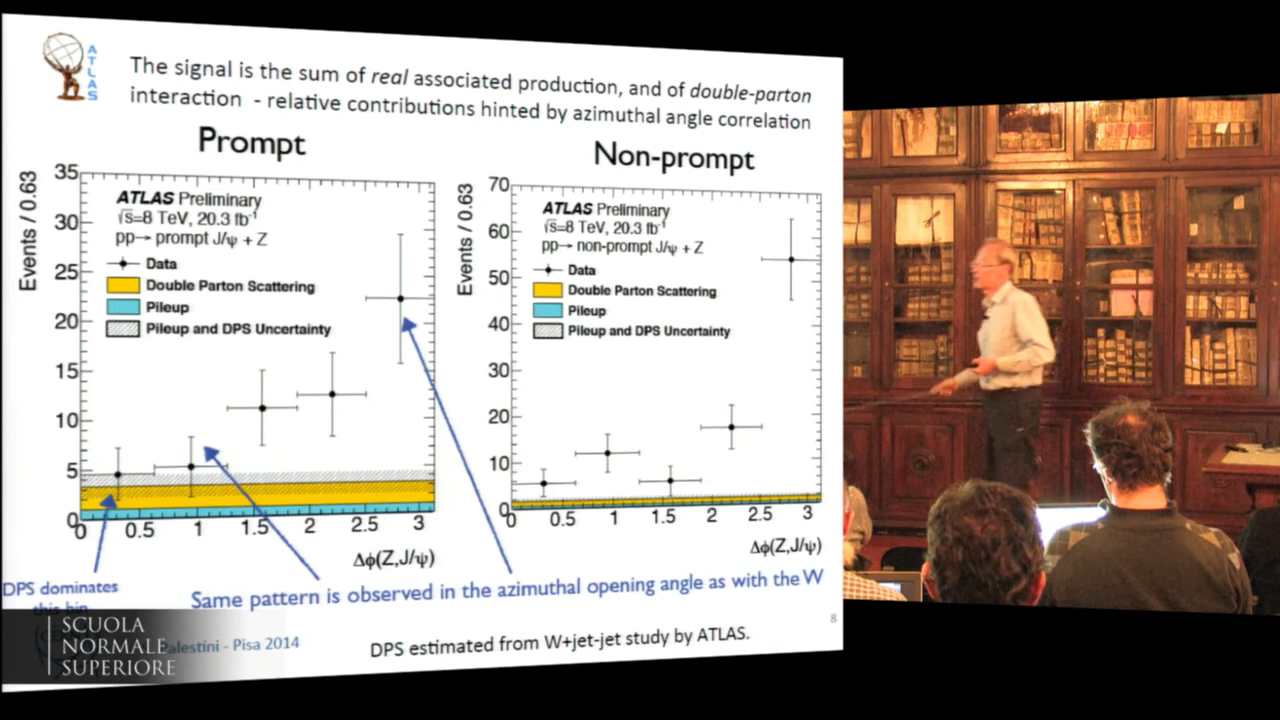 ATLAS
The signal is the sum of real associated production, and of double-parton
interaction - relative contributions hinted by azimuthal angle correlation
Prompt
Events / 0.63
35
30
25
20
15
10
5
0
ATLAS Preliminary
√s=8 TeV, 20.3 fb⁻¹
pp→ prompt J/ψ + Z
Data
Double Parton Scattering
Pileup
Pileup and DPS Uncertainty
0 0.5 1 1.5 2 2.5 3
Δϕ(Z,J/ψ)
Non-prompt
Events / 0.63
70
60
50
40
30
20
10
0
ATLAS Preliminary
√s=8 TeV, 20.3 fb⁻¹
pp→ non-prompt J/ψ + Z
Data
Double Parton Scattering
Pileup
Pileup and DPS Uncertainty
0 0.5 1 1.5 2 2.5 3
Δϕ(Z,J/ψ)
DPS dominates
this bin
Same pattern is observed in the azimuthal opening angle as with the W
8
Palestini - Pisa 2014
DPS estimated from W+jet-jet study by ATLAS.
SCUOLA
NORMALE
SUPERIORE